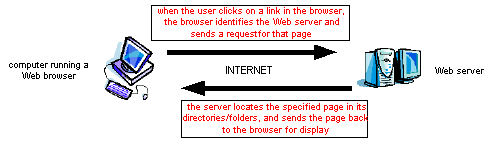 when the user clicks on a link in the browser,
the browser identifies the Web server and
sends a requestfor that page
computer running a
Web browser
INTERNET
Web server
the server locates the specified page in its
directories/folders, and sends the page back
to the browser for display